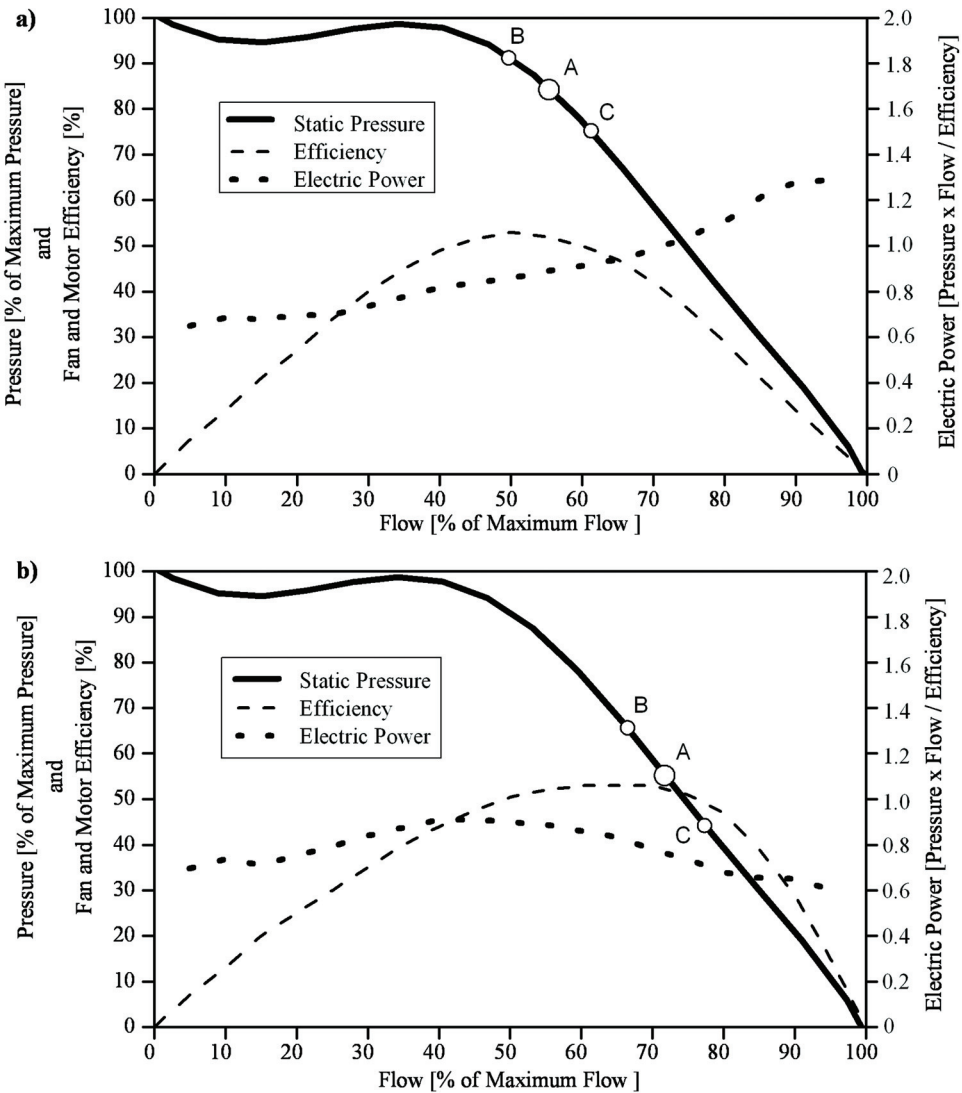 a)
100
90
80
70
60
50
40
30
20
10
0
Pressure [% of Maximum Pressure]
and
Fan and Motor Efficiency [%]
Static Pressure
Efficiency
Electric Power
B
A
C
2.0
1.8
1.6
1.4
1.2
1.0
0.8
0.6
0.4
0.2
0
Electric Power [Pressure x Flow / Efficiency]
0 10 20 30 40 50 60 70 80 90 100
Flow [% of Maximum Flow ]
b)
100
90
80
70
60
50
40
30
20
10
0
Pressure [% of Maximum Pressure]
and
Fan and Motor Efficiency [%]
Static Pressure
Efficiency
Electric Power
B
A
C
2.0
1.8
1.6
1.4
1.2
1.0
0.8
0.6
0.4
0.2
0
Electric Power [Pressure x Flow / Efficiency]
0 10 20 30 40 50 60 70 80 90 100
Flow [% of Maximum Flow ]